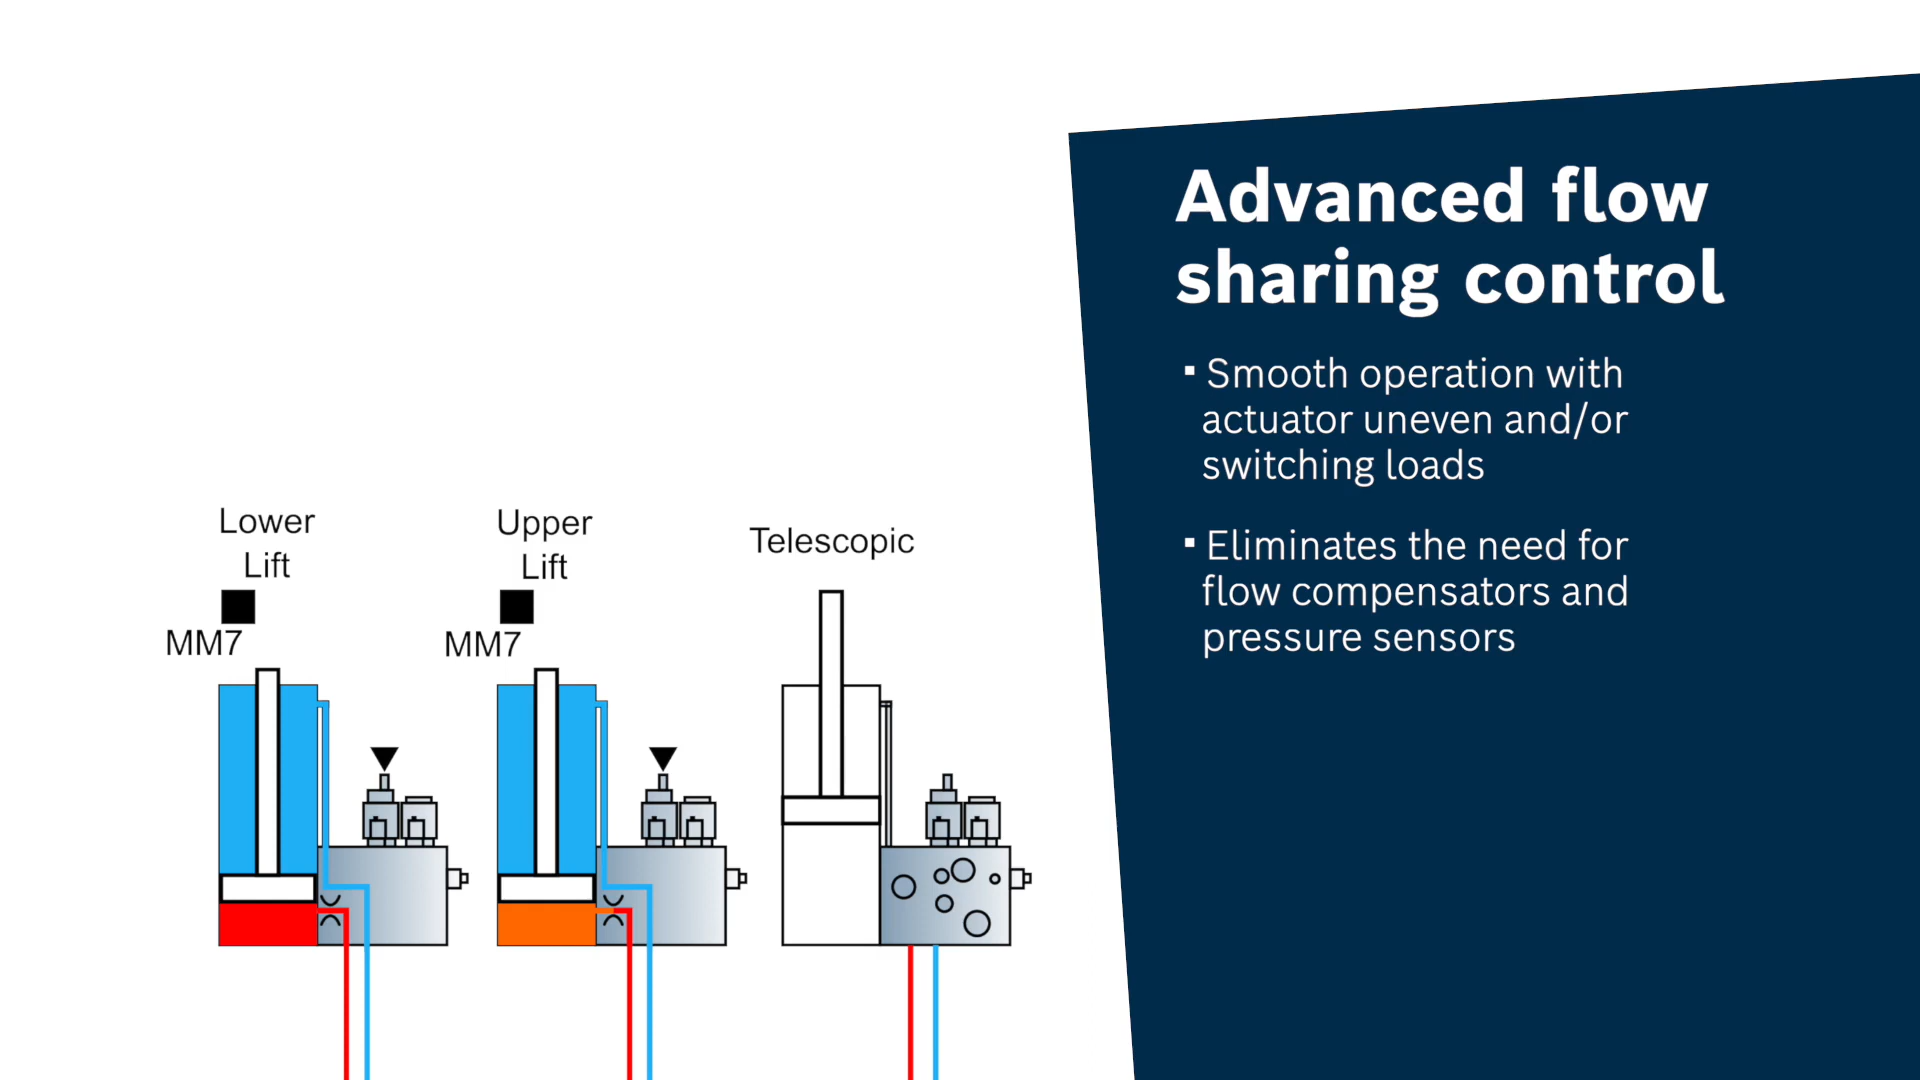 Advanced flow
sharing control
▪ Smooth operation with
actuator uneven and/or
switching loads
▪ Eliminates the need for
flow compensators and
pressure sensors
Lower
Lift
MM7
Upper
Lift
MM7
Telescopic